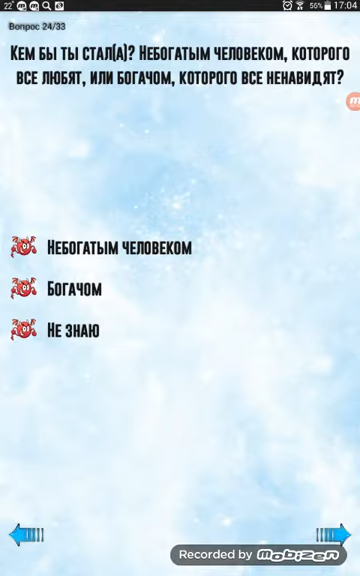 22°
56% 17:04
Вопрос 24/33
Кем бы ты стал(а)? Небогатым человеком, которого
все любят, или богачом, которого все ненавидят?
Небогатым человеком
Богачом
Не знаю
Recorded by Mobizen